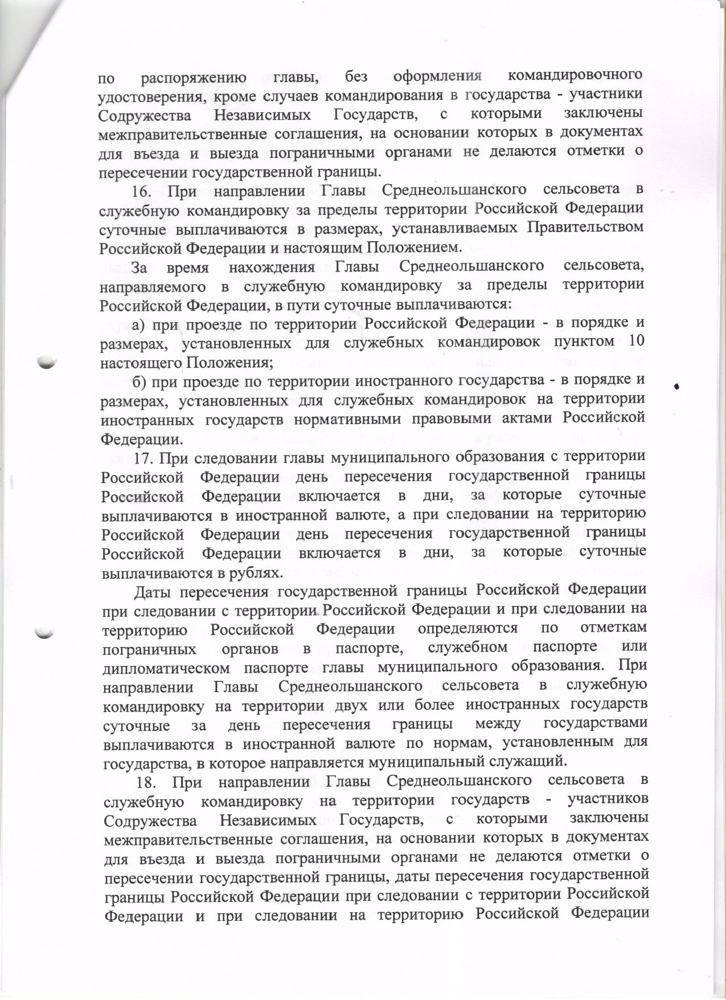 по распоряжению главы, без оформления командировочного
удостоверения, кроме случаев командирования в государства - участники
Содружества Независимых Государств, с которыми заключены
межправительственные соглашения, на основании которых в документах
для въезда и выезда пограничными органами не делаются отметки о
пересечении государственной границы.
16. При направлении Главы Среднеольшанского сельсовета в
служебную командировку за пределы территории Российской Федерации
суточные выплачиваются в размерах, устанавливаемых Правительством
Российской Федерации и настоящим Положением.
За время нахождения Главы Среднеольшанского сельсовета,
направляемого в служебную командировку за пределы территории
Российской Федерации, в пути суточные выплачиваются:
а) при проезде по территории Российской Федерации - в порядке и
размерах, установленных для служебных командировок пунктом 10
настоящего Положения;
б) при проезде по территории иностранного государства - в порядке и
размерах, установленных для служебных командировок на территории
иностранных государств нормативными правовыми актами Российской
Федерации.
17. При следовании главы муниципального образования с территории
Российской Федерации день пересечения государственной границы
Российской Федерации включается в дни, за которые суточные
выплачиваются в иностранной валюте, а при следовании на территорию
Российской Федерации день пересечения государственной границы
Российской Федерации включается в дни, за которые суточные
выплачиваются в рублях.
Даты пересечения государственной границы Российской Федерации
при следовании с территории Российской Федерации и при следовании на
территорию Российской Федерации определяются по отметкам
пограничных органов в паспорте, служебном паспорте или
дипломатическом паспорте главы муниципального образования. При
направлении Главы Среднеольшанского сельсовета в служебную
командировку на территории двух или более иностранных государств
суточные за день пересечения границы между государствами
выплачиваются в иностранной валюте по нормам, установленным для
государства, в которое направляется муниципальный служащий.
18. При направлении Главы Среднеольшанского сельсовета в
служебную командировку на территории государств - участников
Содружества Независимых Государств, с которыми заключены
межправительственные соглашения, на основании которых в документах
для въезда и выезда пограничными органами не делаются отметки о
пересечении государственной границы, даты пересечения государственной
границы Российской Федерации при следовании с территории Российской
Федерации и при следовании на территорию Российской Федерации